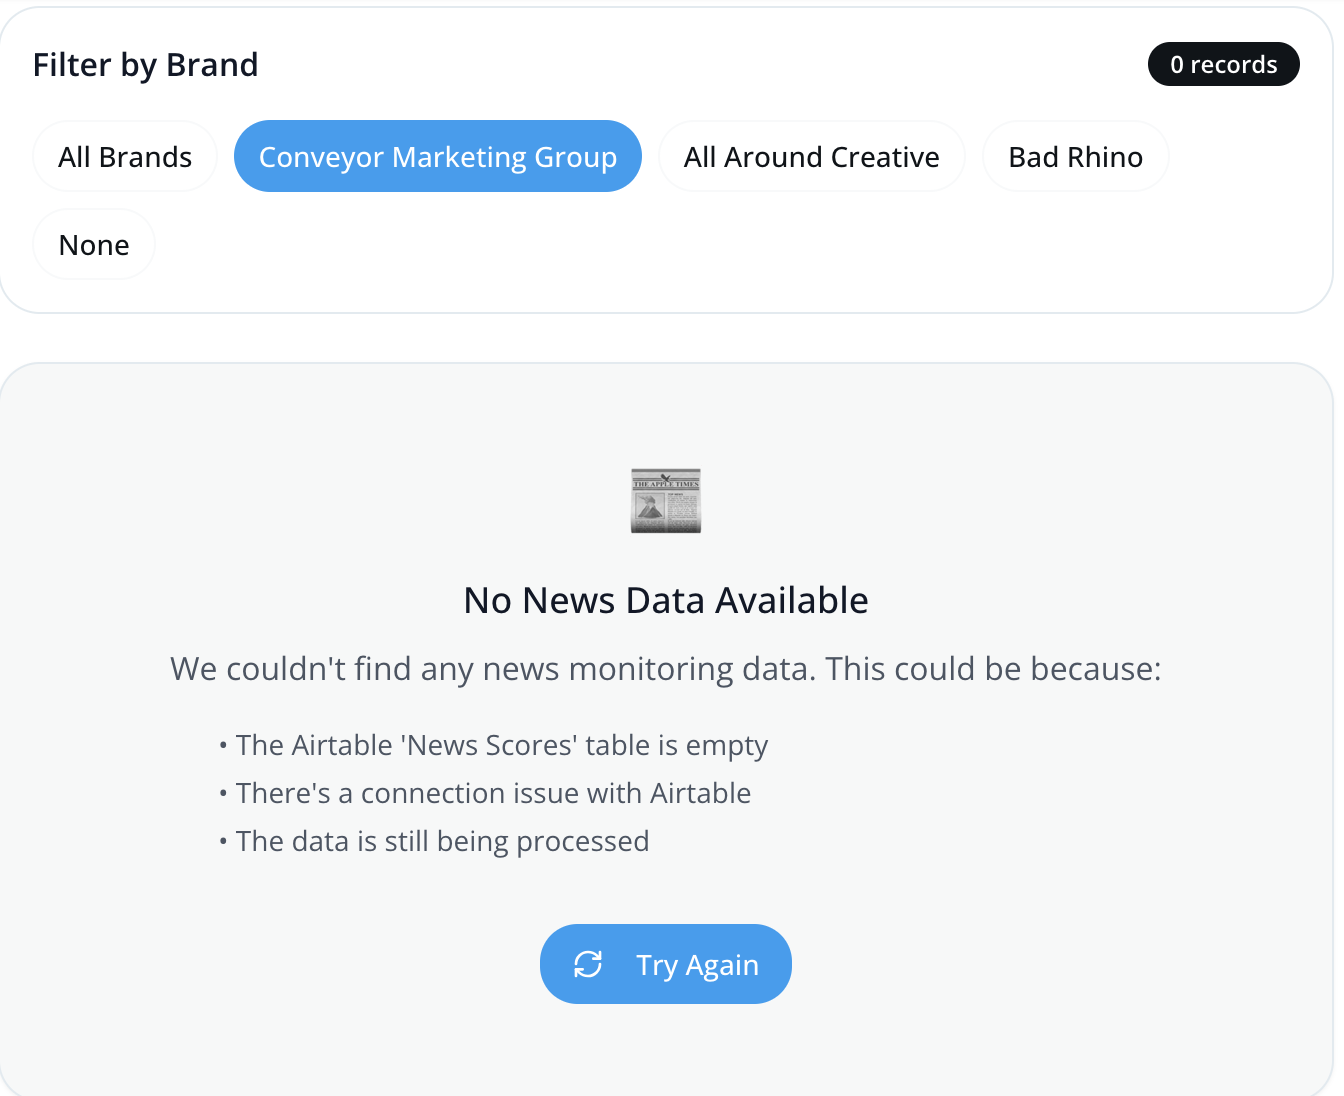 Filter by Brand
0 records
All Brands
Conveyor Marketing Group
All Around Creative
Bad Rhino
None
THE APPLE TIMES
No News Data Available
We couldn't find any news monitoring data. This could be because:
• The Airtable 'News Scores' table is empty
• There's a connection issue with Airtable
• The data is still being processed
Try Again